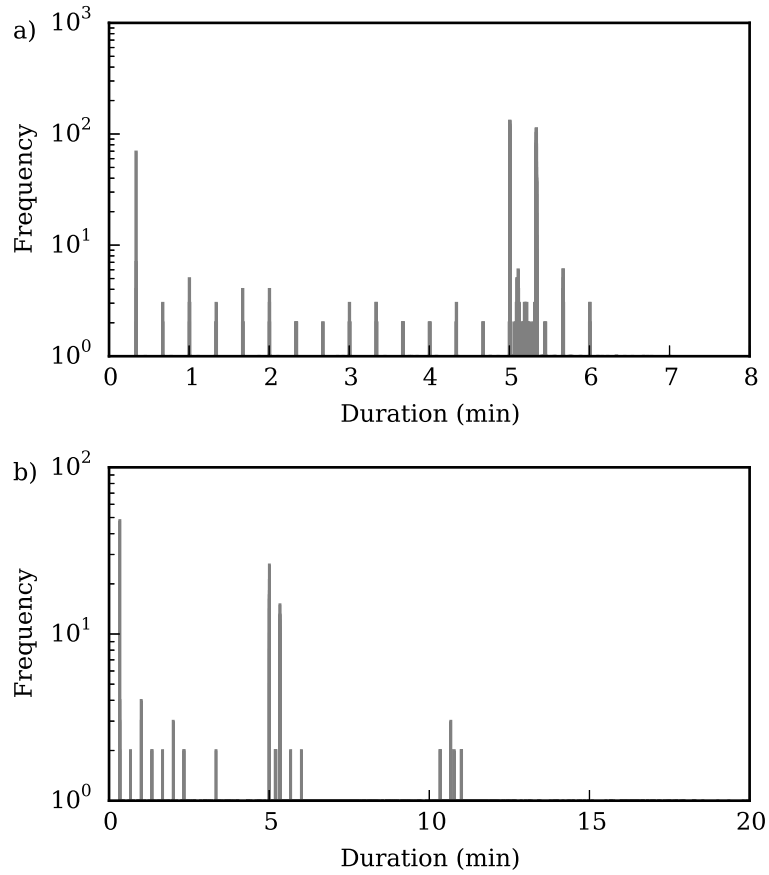 a)
10³
10²
10¹
10⁰
Frequency
0 1 2 3 4 5 6 7 8
Duration (min)
b)
10²
10¹
10⁰
Frequency
0 5 10 15 20
Duration (min)